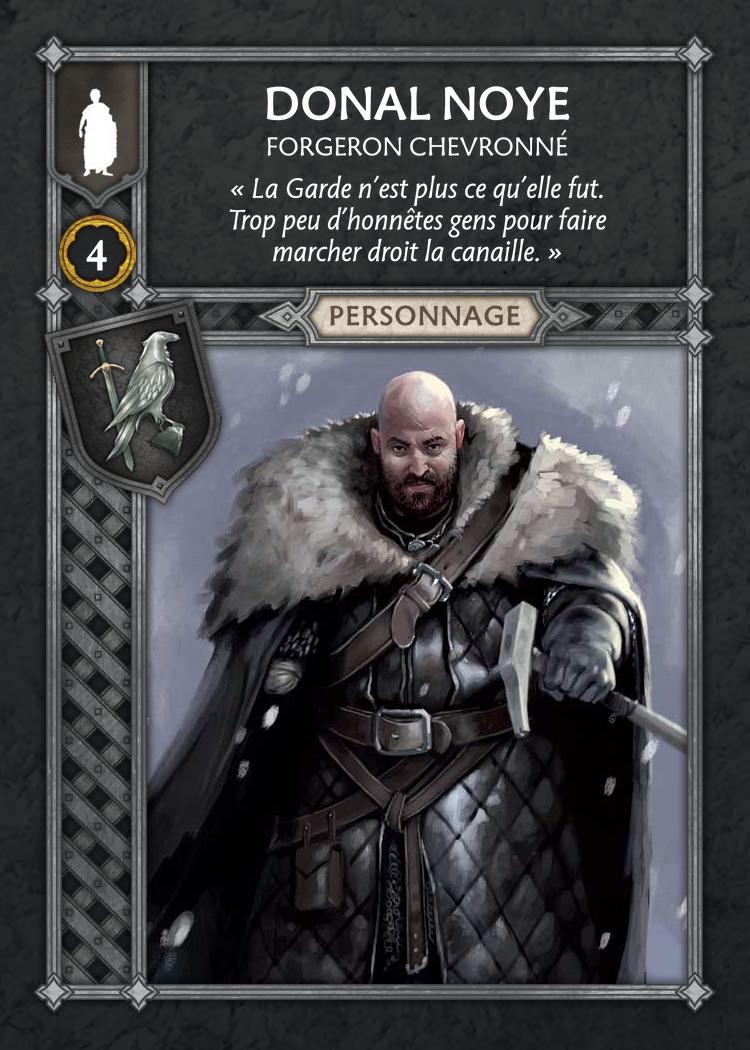 DONAL NOYE
FORGERON CHEVRONNÉ
« La Garde n'est plus ce qu'elle fut.
Trop peu d'honnêtes gens pour faire
marcher droit la canaille. »
4
PERSONNAGE